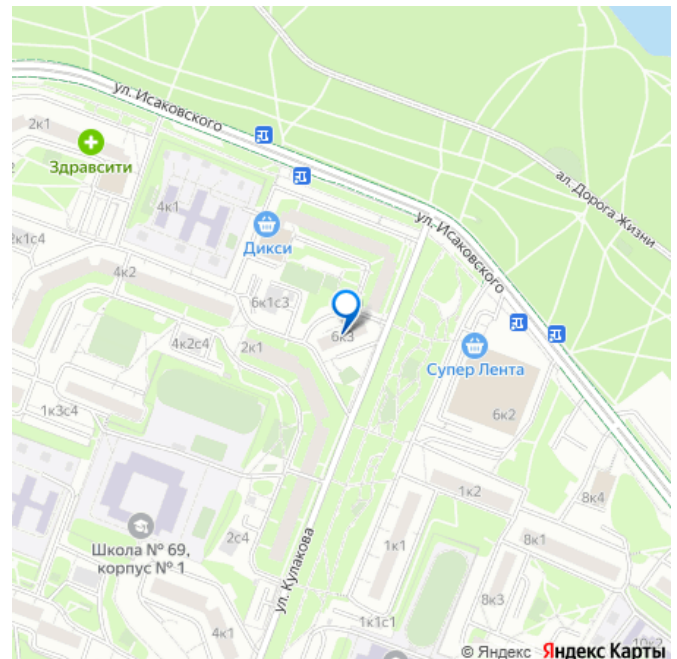 ул. Исаковского
2к1
Здравсити
ал. Дорога Жизни
4к1
ул. Исаковского
Дикси
2к1с4
4к2
6к1с3
6к3
4к2с4
2к1
Супер Лента
1к3с4
6к2
1к2
8к4
Школа № 69,
корпус № 1
2с4
1к1
8к1
ул. Кулакова
8к3
4к1
1к1с1
10к2
© Яндекс Яндекс Карты